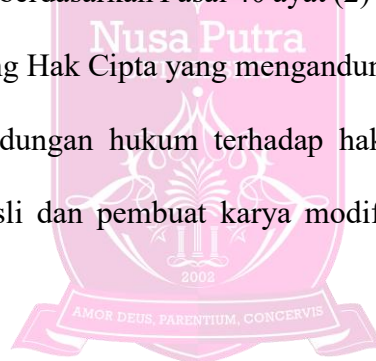 berdasarkan Pasal 40 ayat (2)
Nusa Putra
ng Hak Cipta yang mengandun
dungan hukum terhadap hak
sli dan pembuat karya modif
2002
AMOR DEUS, PARENTIUM, CONCERVIS